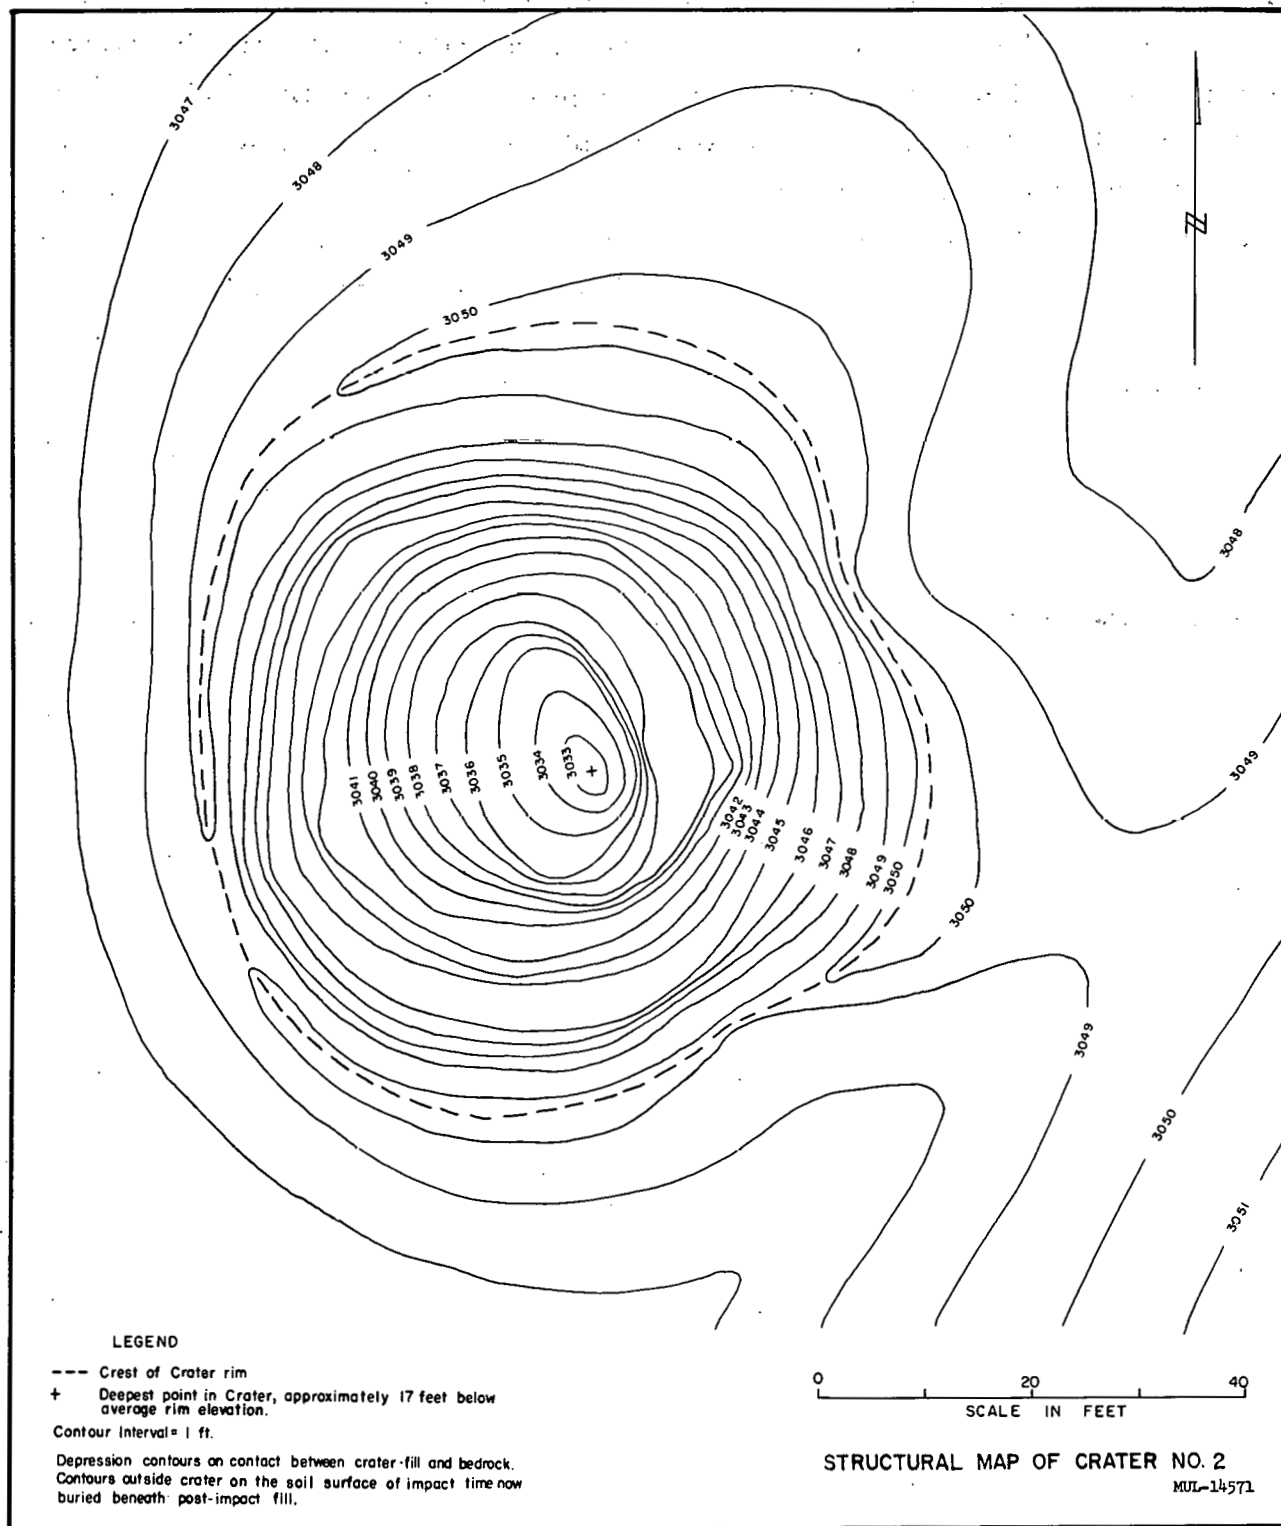 3047
3048
3049
N
3050
3048
3049
3033
3034
3035
3036
3037
3038
3039
3040
3041
3042
3043
3044
3045
3046
3047
3048
3049
3050
3050
3049
3050
3051
LEGEND
--- Crest of Crater rim
+ Deepest point in Crater, approximately 17 feet below
average rim elevation.
Contour Interval= 1 ft.
Depression contours on contact between crater-fill and bedrock.
Contours outside crater on the soil surface of impact time now
buried beneath post-impact fill.
0 20 40
SCALE IN FEET
STRUCTURAL MAP OF CRATER NO. 2
MUL-14571